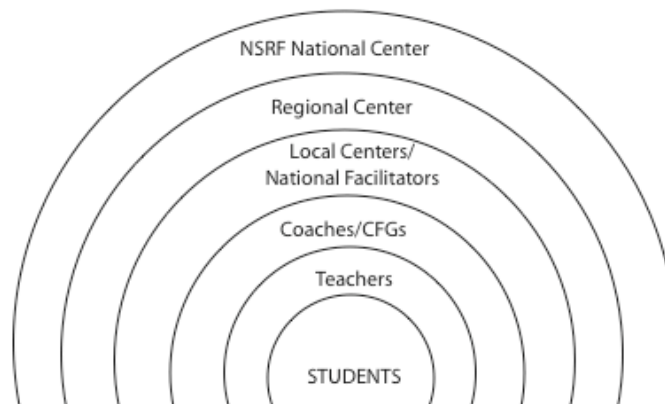 NSRF National Center
Regional Center
Local Centers/
National Facilitators
Coaches/CFGs
Teachers
STUDENTS